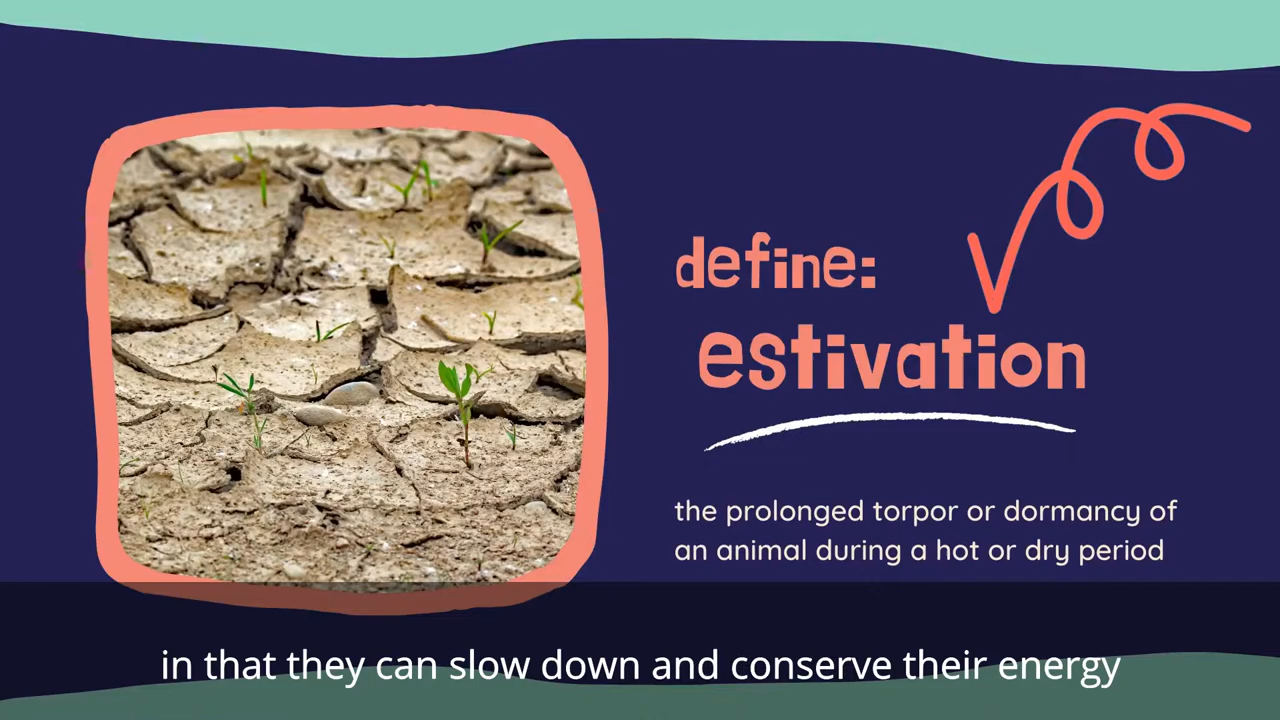 define:
estivation
the prolonged torpor or dormancy of
an animal during a hot or dry period
in that they can slow down and conserve their energy